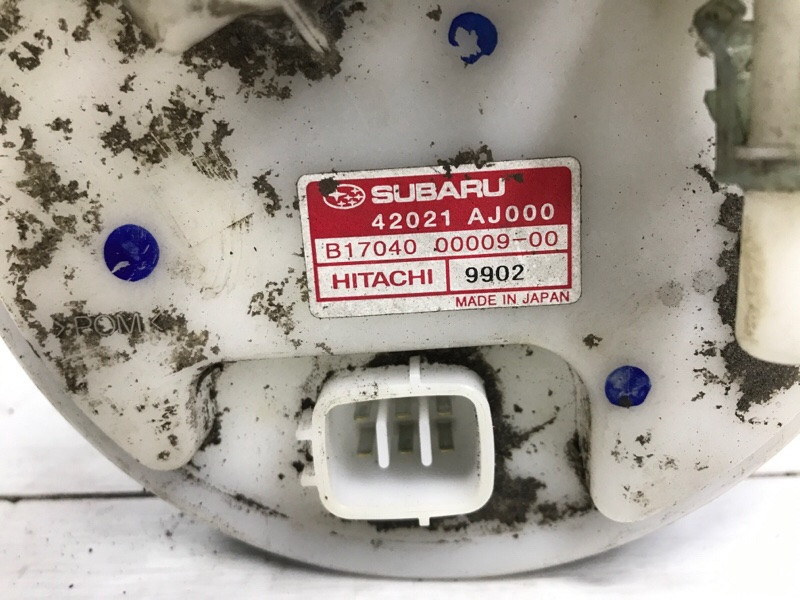 SUBARU
42021 AJ000
B17040 00009-00
HITACHI 9902
MADE IN JAPAN
>POM<